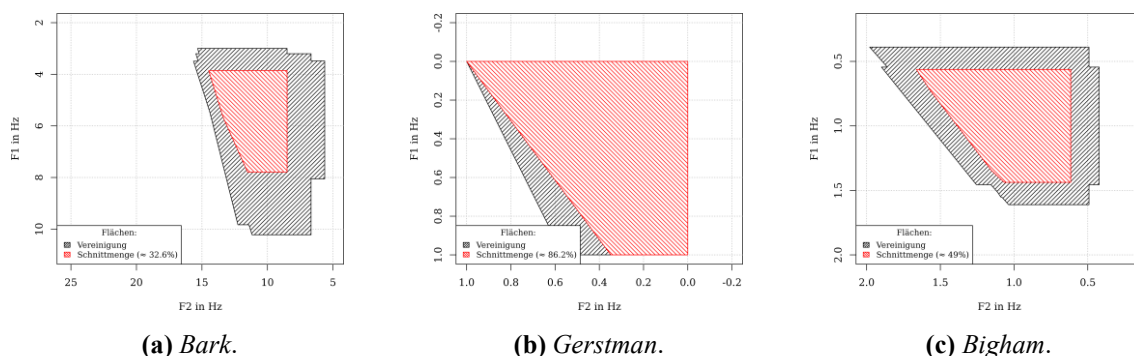 2
4
6
8
10
F1 in Hz
25
20
15
10
5
F2 in Hz
Flächen:
Vereinigung
Schnittmenge (≈ 32.6%)
(a) Bark.
-0.2
0.0
0.2
0.4
0.6
0.8
1.0
F1 in Hz
1.0
0.8
0.6
0.4
0.2
0.0
-0.2
F2 in Hz
Flächen:
Vereinigung
Schnittmenge (≈ 86.2%)
(b) Gerstman.
0.5
1.0
1.5
2.0
F1 in Hz
2.0
1.5
1.0
0.5
F2 in Hz
Flächen:
Vereinigung
Schnittmenge (≈ 49%)
(c) Bigham.